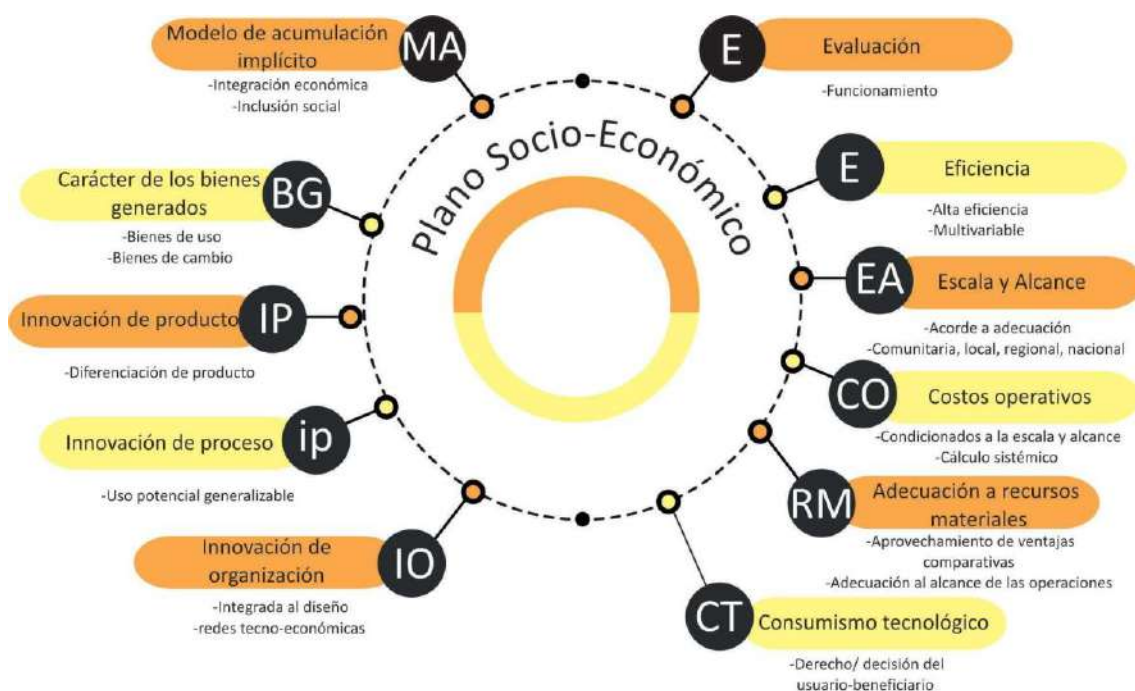 Plano Socio-Económico
MA
Modelo de acumulación
implícito
-Integración económica
-Inclusión social
BG
Carácter de los bienes
generados
-Bienes de uso
-Bienes de cambio
IP
Innovación de producto
-Diferenciación de producto
ip
Innovación de proceso
-Uso potencial generalizable
IO
Innovación de
organización
-Integrada al diseño
-redes tecno-económicas
E
Evaluación
-Funcionamiento
E
Eficiencia
-Alta eficiencia
-Multivariable
EA
Escala y Alcance
-Acorde a adecuación
-Comunitaria, local, regional, nacional
CO
Costos operativos
-Condicionados a la escala y alcance
-Cálculo sistémico
RM
Adecuación a recursos
materiales
-Aprovechamiento de ventajas
comparativas
-Adecuación al alcance de las operaciones
CT
Consumismo tecnológico
-Derecho/ decisión del
usuario-beneficiario